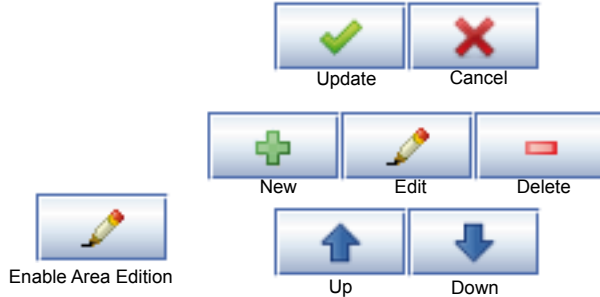 Update Cancel
New Edit Delete
Enable Area Edition
Up Down